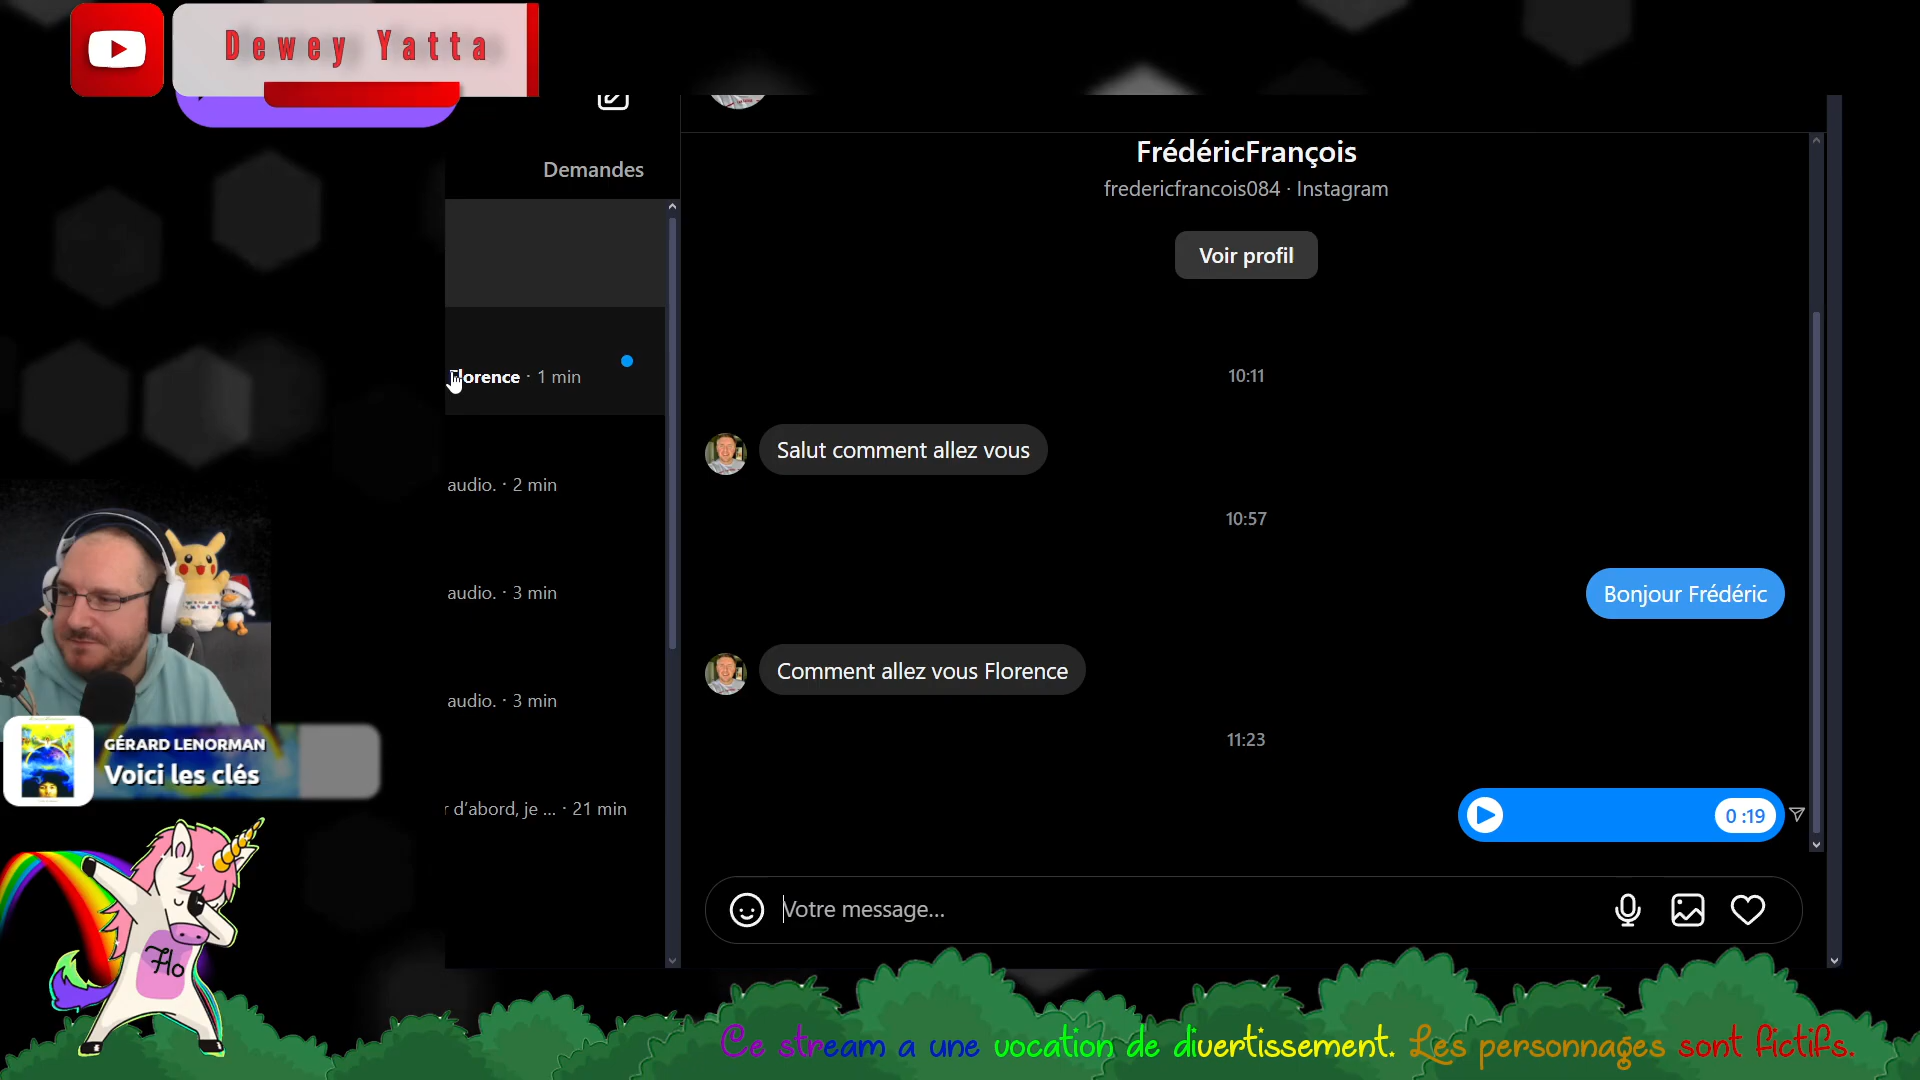 Dewey Yatta
Demandes
FrédéricFrançois
fredericfrancois084 · Instagram
Voir profil
10:11
Florence · 1 min
Salut comment allez vous
audio. · 2 min
10:57
Bonjour Frédéric
audio. · 3 min
Comment allez vous Florence
audio. · 3 min
11:23
GÉRARD LENORMAN
Voici les clés
d'abord, je ... · 21 min
0:19
Votre message...
Flo
Ce stream a une vocation de divertissement. Les personnages sont fictifs.